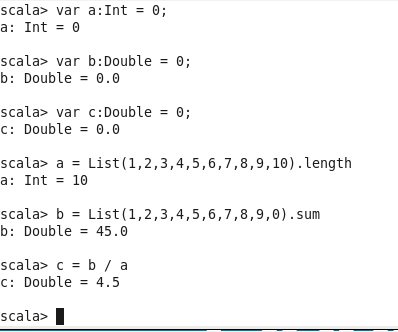 scala> var a:Int = 0;
a: Int = 0
scala> var b:Double = 0;
b: Double = 0.0
scala> var c:Double = 0;
c: Double = 0.0
scala> a = List(1,2,3,4,5,6,7,8,9,10).length
a: Int = 10
scala> b = List(1,2,3,4,5,6,7,8,9,0).sum
b: Double = 45.0
scala> c = b / a
c: Double = 4.5
scala>